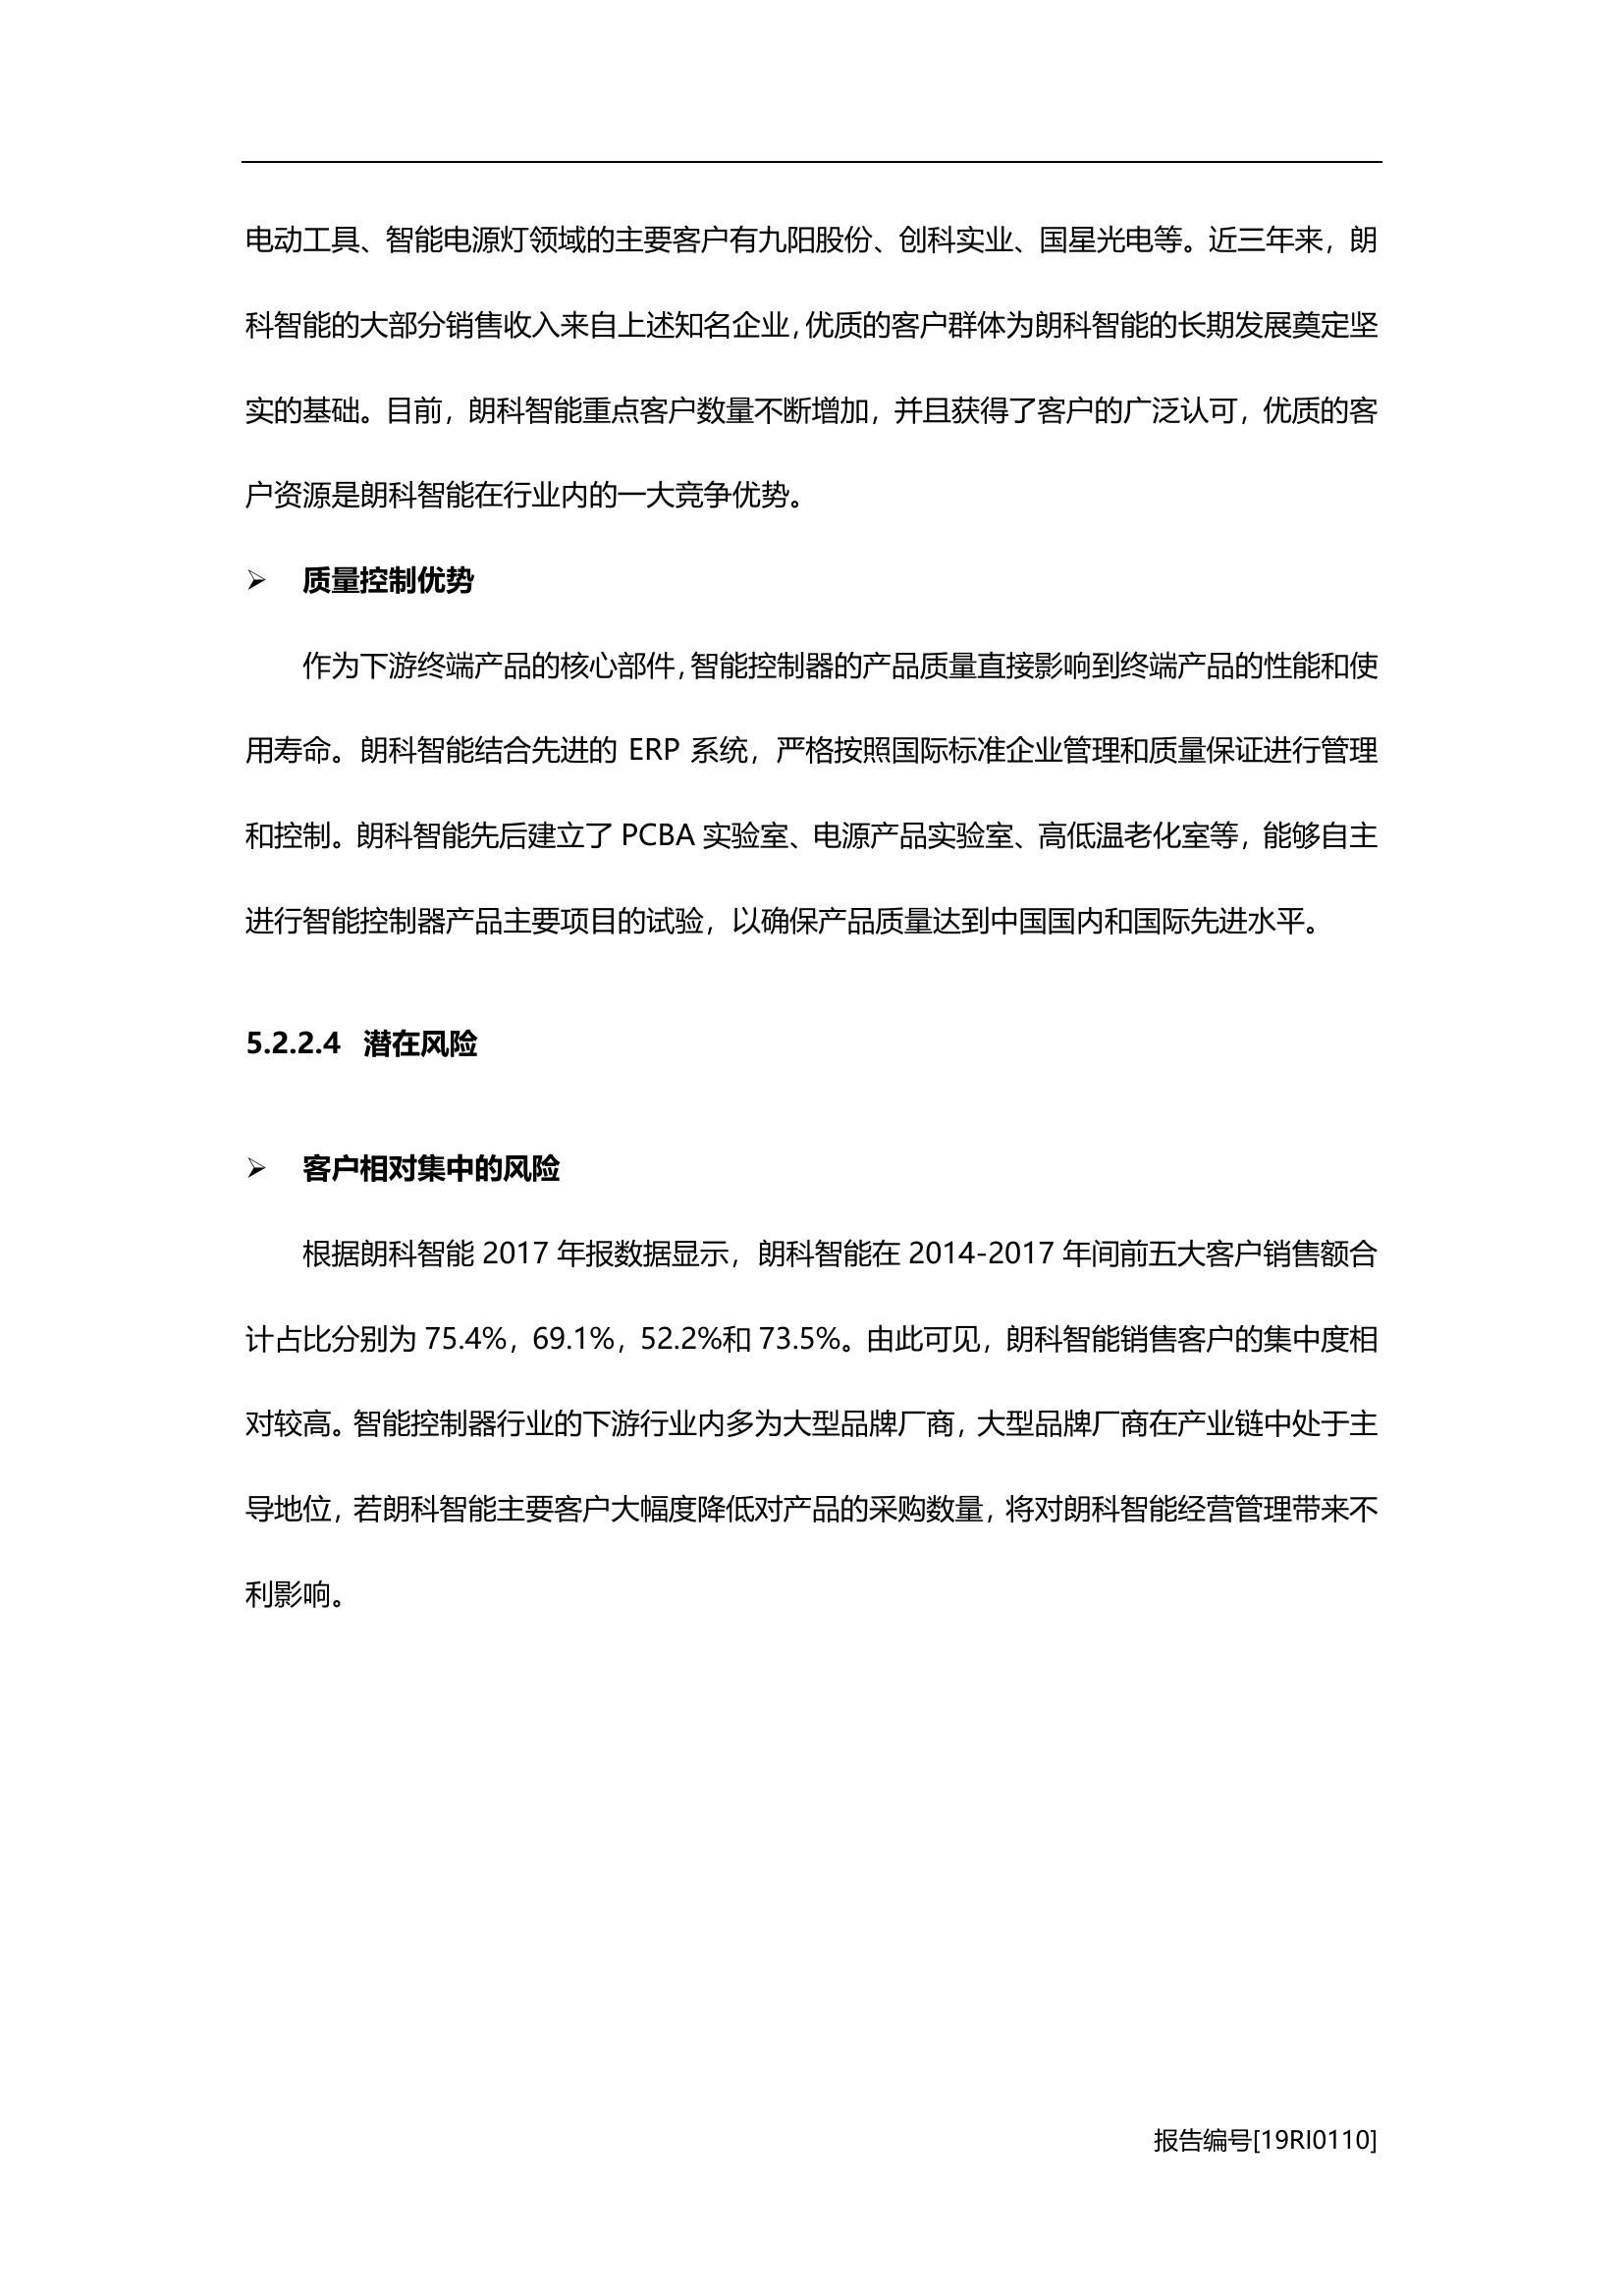 电动工具、智能电源灯领域的主要客户有九阳股份、创科实业、国星光电等。近三年来，朗
科智能的大部分销售收入来自上述知名企业，优质的客户群体为朗科智能的长期发展奠定坚
实的基础。目前，朗科智能重点客户数量不断增加，并且获得了客户的广泛认可，优质的客
户资源是朗科智能在行业内的一大竞争优势。
➢ 质量控制优势
作为下游终端产品的核心部件，智能控制器的产品质量直接影响到终端产品的性能和使
用寿命。朗科智能结合先进的 ERP 系统，严格按照国际标准企业管理和质量保证进行管理
和控制。朗科智能先后建立了 PCBA 实验室、电源产品实验室、高低温老化室等，能够自主
进行智能控制器产品主要项目的试验，以确保产品质量达到中国国内和国际先进水平。
5.2.2.4 潜在风险
➢ 客户相对集中的风险
根据朗科智能 2017 年报数据显示，朗科智能在 2014-2017 年间前五大客户销售额合
计占比分别为 75.4%，69.1%，52.2%和 73.5%。由此可见，朗科智能销售客户的集中度相
对较高。智能控制器行业的下游行业内多为大型品牌厂商，大型品牌厂商在产业链中处于主
导地位，若朗科智能主要客户大幅度降低对产品的采购数量，将对朗科智能经营管理带来不
利影响。
报告编号[19RI0110]